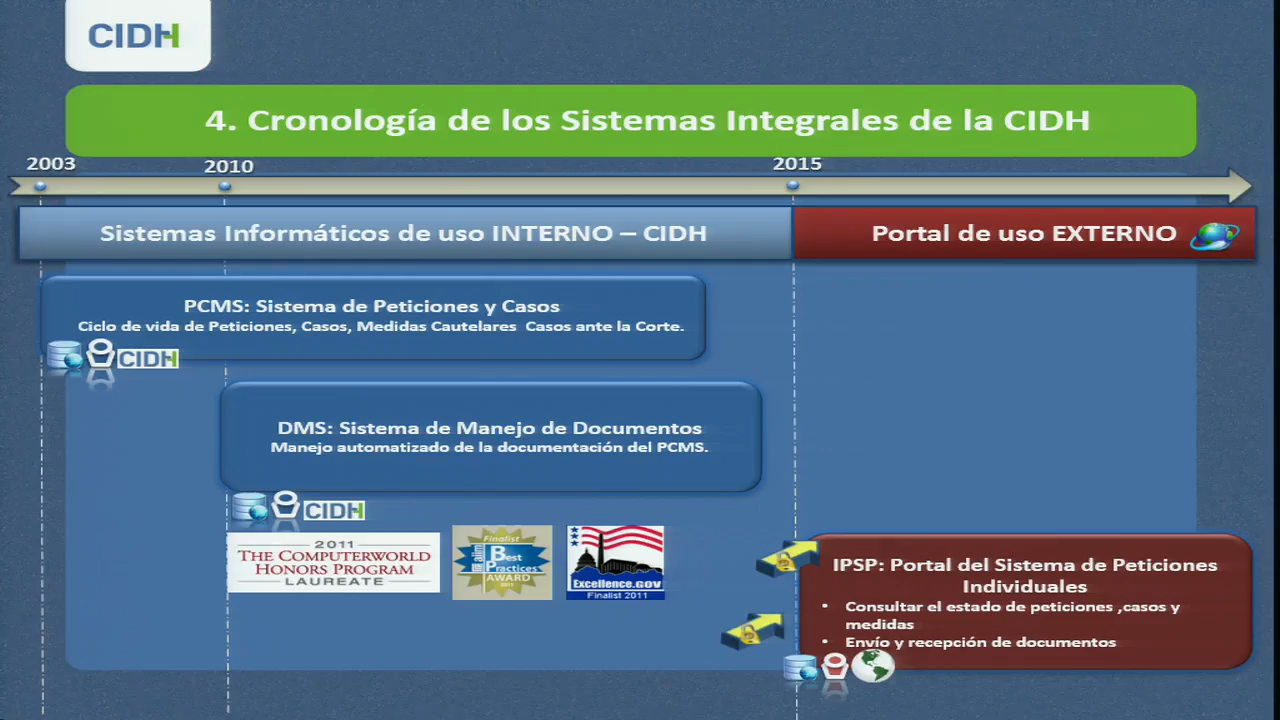 CIDH
4. Cronología de los Sistemas Integrales de la CIDH
2003
2010
2015
Sistemas Informáticos de uso INTERNO – CIDH
Portal de uso EXTERNO
PCMS: Sistema de Peticiones y Casos
Ciclo de vida de Peticiones, Casos, Medidas Cautelares Casos ante la Corte.
CIDH
DMS: Sistema de Manejo de Documentos
Manejo automatizado de la documentación del PCMS.
CIDH
2011
THE COMPUTERWORLD
HONORS PROGRAM
LAUREATE
Finalist
Best
Practices
AWARD
2011
Excellence.gov
Finalist 2011
IPSP: Portal del Sistema de Peticiones
Individuales
• Consultar el estado de peticiones ,casos y
medidas
• Envío y recepción de documentos